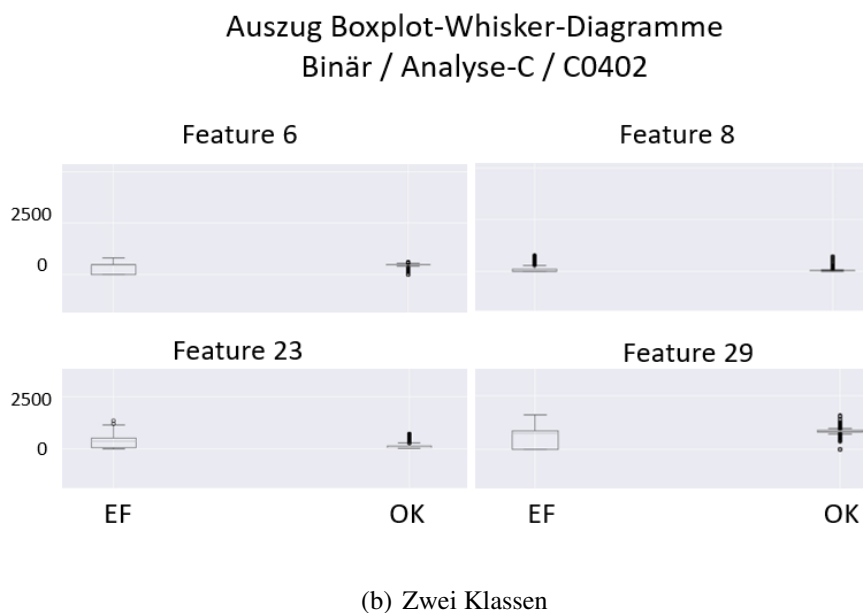 Auszug Boxplot-Whisker-Diagramme
Binär / Analyse-C / C0402
Feature 6
Feature 8
2500
0
Feature 23
Feature 29
2500
0
EF
OK
EF
OK
(b) Zwei Klassen